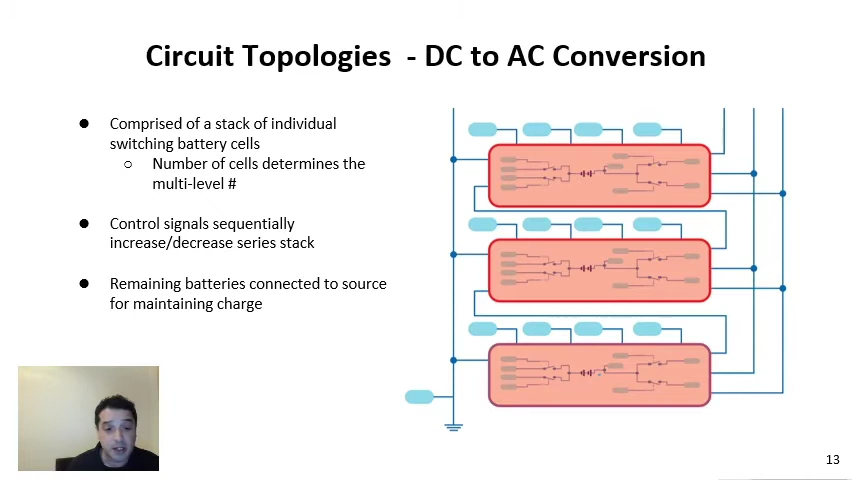 Circuit Topologies - DC to AC Conversion
● Comprised of a stack of individual
switching battery cells
○ Number of cells determines the
multi-level #
● Control signals sequentially
increase/decrease series stack
● Remaining batteries connected to source
for maintaining charge
13